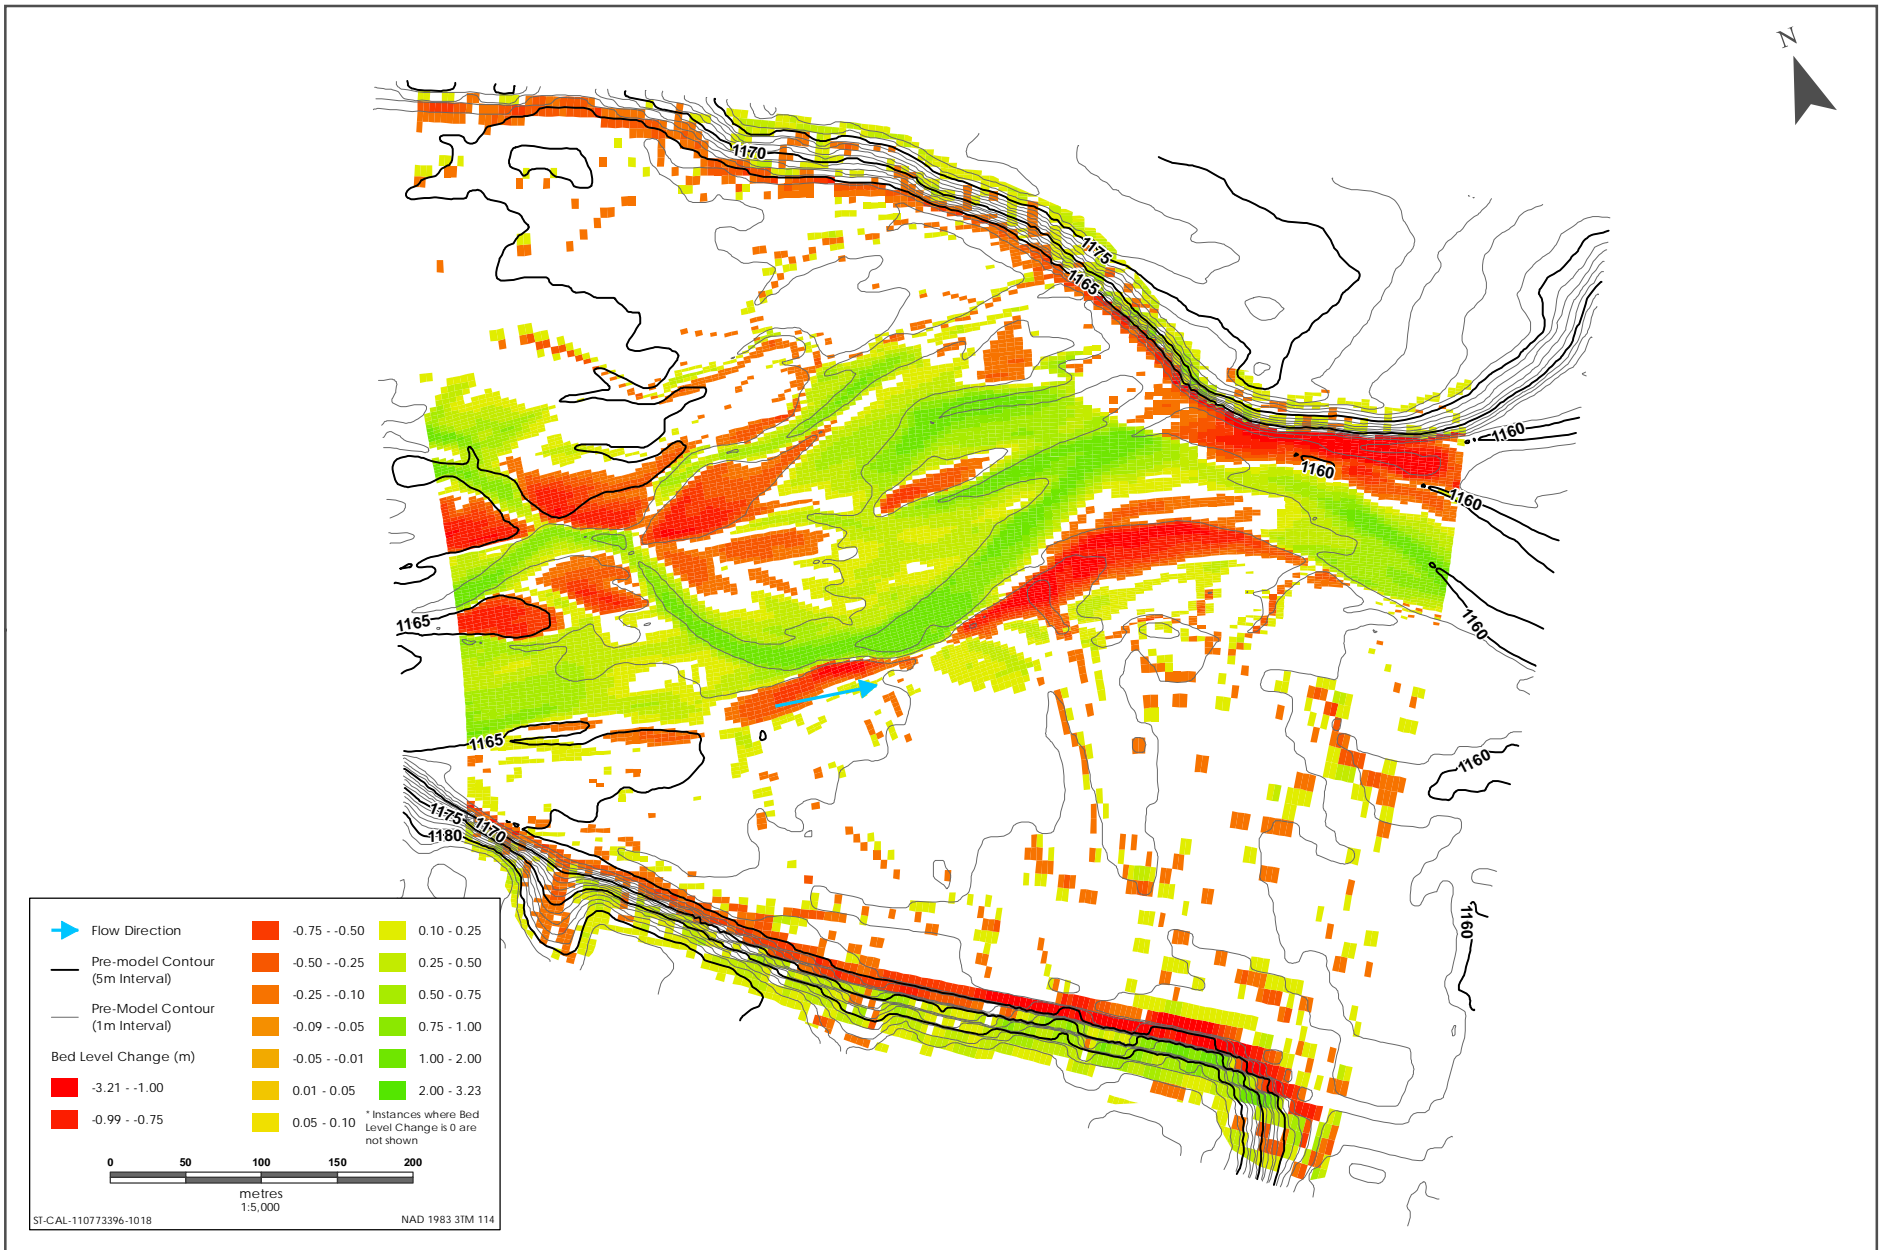 N
1170
1175
1165
1160
1160
1160
1165
1160
1165
1160
1175
1170
1180
1160
Flow Direction
Pre-model Contour
(5m Interval)
Pre-Model Contour
(1m Interval)
Bed Level Change (m)
-3.21 - -1.00
-0.99 - -0.75
-0.75 - -0.50
-0.50 - -0.25
-0.25 - -0.10
-0.09 - -0.05
-0.05 - -0.01
0.01 - 0.05
0.05 - 0.10
0.10 - 0.25
0.25 - 0.50
0.50 - 0.75
0.75 - 1.00
1.00 - 2.00
2.00 - 3.23
* Instances where Bed
Level Change is 0 are
not shown
0 50 100 150 200
metres
1:5,000
ST-CAL-110773396-1018
NAD 1983 3TM 114